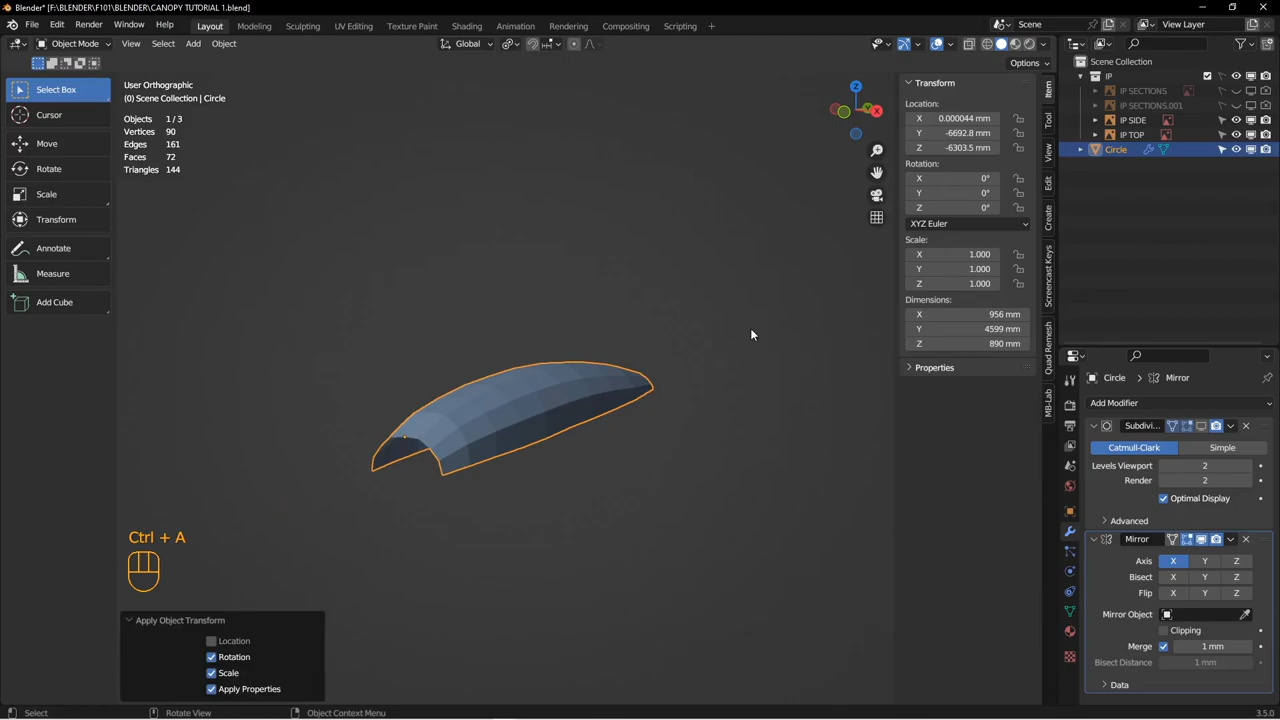 Blender* [F:\BLENDER\F101\BLENDER\CANOPY TUTORIAL 1.blend]
File Edit Render Window Help Layout Modeling Sculpting UV Editing Texture Paint Shading Animation Rendering Compositing Scripting + Scene View Layer
Object Mode View Select Add Object Global
Options
Select Box
Cursor
Move
Rotate
Scale
Transform
Annotate
Measure
Add Cube
User Orthographic
(0) Scene Collection | Circle
Objects 1 / 3
Vertices 90
Edges 161
Faces 72
Triangles 144
Transform
Location:
X 0.000044 mm
Y -6692.8 mm
Z -6303.5 mm
Rotation:
X 0°
Y 0°
Z 0°
XYZ Euler
Scale:
X 1.000
Y 1.000
Z 1.000
Dimensions:
X 956 mm
Y 4599 mm
Z 890 mm
Properties
Item
Tool
View
Edit
Create
Screencast Keys
Quad Remesh
MB-Lab
Scene Collection
IP
IP SECTIONS
IP SECTIONS.001
IP SIDE
IP TOP
Circle
Circle > Mirror
Add Modifier
Subdivi...
Catmull-Clark Simple
Levels Viewport 2
Render 2
Optimal Display
Advanced
Mirror
Axis X Y Z
Bisect X Y Z
Flip X Y Z
Mirror Object
Clipping
Merge 1 mm
Bisect Distance 1 mm
Data
Ctrl + A
Apply Object Transform
Location
Rotation
Scale
Apply Properties
Select Rotate View Object Context Menu 3.5.0